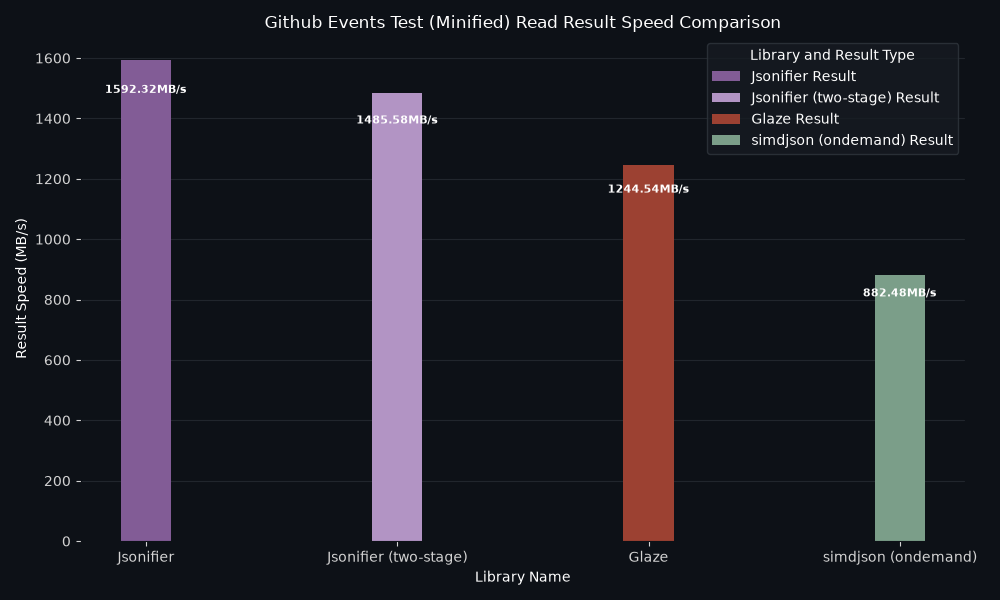 Github Events Test (Minified) Read Result Speed Comparison
Library and Result Type
Jsonifier Result
Jsonifier (two-stage) Result
Glaze Result
simdjson (ondemand) Result
1592.32MB/s
1485.58MB/s
1244.54MB/s
882.48MB/s
Result Speed (MB/s)
1600
1400
1200
1000
800
600
400
200
0
Jsonifier
Jsonifier (two-stage)
Glaze
simdjson (ondemand)
Library Name